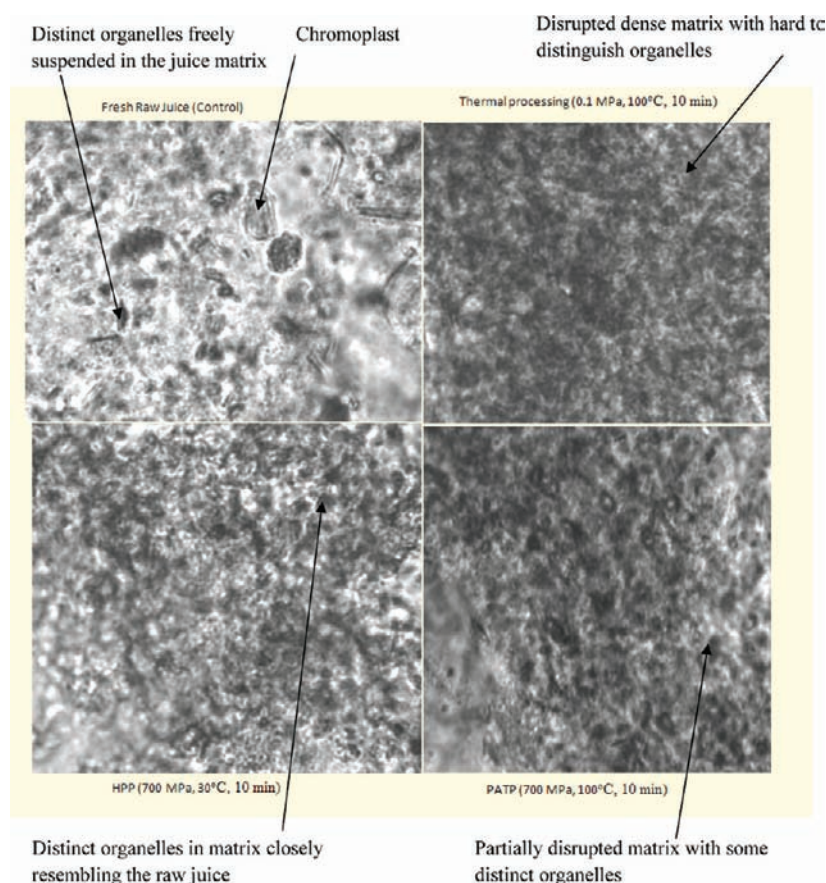 Distinct organelles freely
suspended in the juice matrix
Chromoplast
Disrupted dense matrix with hard to
distinguish organelles
Fresh Raw Juice (Control)
Thermal processing (0.1 MPa, 100°C, 10 min)
HPP (700 MPa, 30°C, 10 min)
PATP (700 MPa, 100°C, 10 min)
Distinct organelles in matrix closely
resembling the raw juice
Partially disrupted matrix with some
distinct organelles